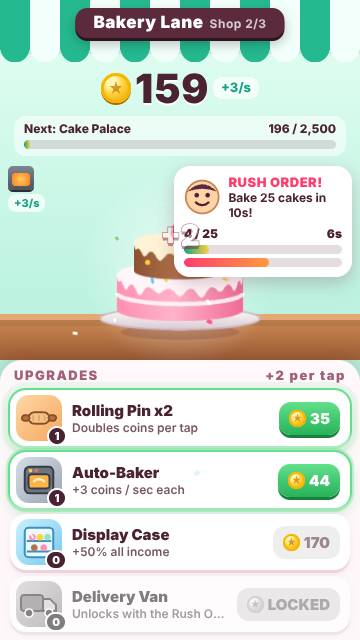 Bakery Lane Shop 2/3
159 +3/s
Next: Cake Palace 196 / 2,500
+3/s
RUSH ORDER!
Bake 25 cakes in
10s!
4 / 25 6s
+2
UPGRADES +2 per tap
Rolling Pin x2
Doubles coins per tap
1
35
Auto-Baker
+3 coins / sec each
1
44
Display Case
+50% all income
0
170
Delivery Van
Unlocks with the Rush O...
0
LOCKED